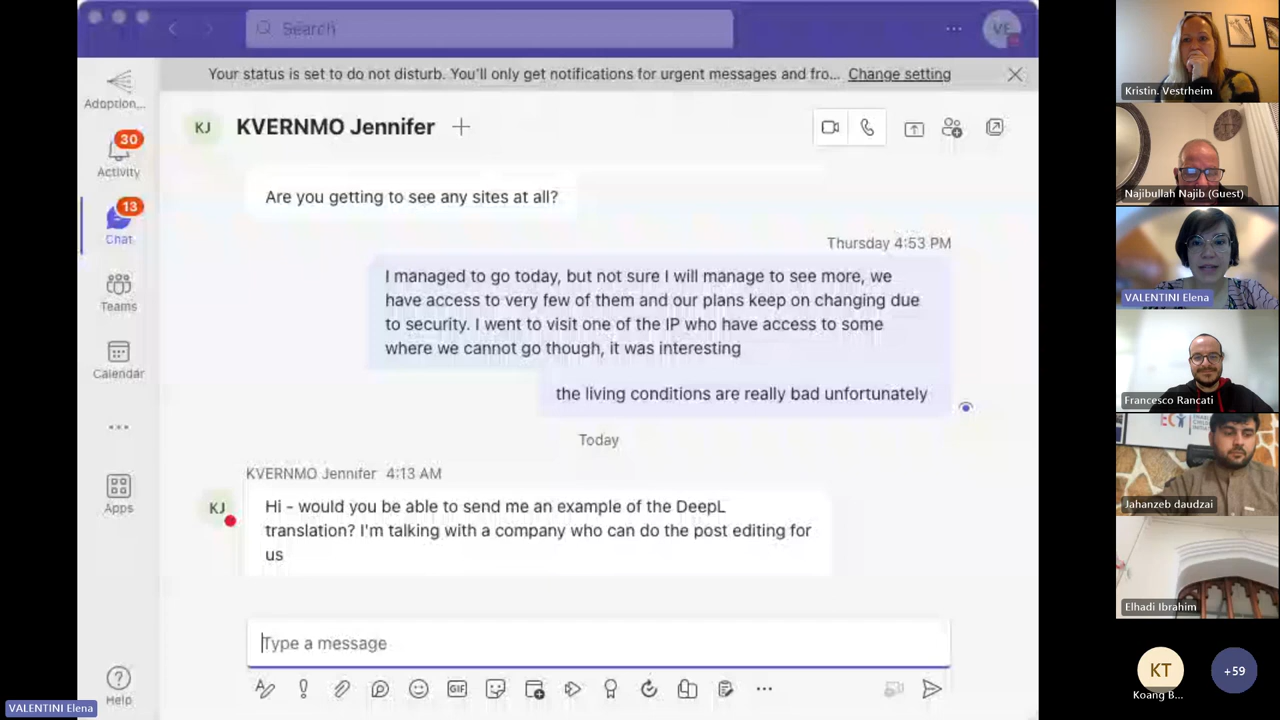 Search
VE
Your status is set to do not disturb. You'll only get notifications for urgent messages and fro... Change setting
Adoption...
30
Activity
13
Chat
Teams
Calendar
Apps
Help
KJ
KVERNMO Jennifer
Are you getting to see any sites at all?
Thursday 4:53 PM
I managed to go today, but not sure I will manage to see more, we
have access to very few of them and our plans keep on changing due
to security. I went to visit one of the IP who have access to some
where we cannot go though, it was interesting
the living conditions are really bad unfortunately
Today
KVERNMO Jennifer 4:13 AM
KJ
Hi - would you be able to send me an example of the DeepL
translation? I'm talking with a company who can do the post editing for
us
Type a message
GIF
VALENTINI Elena
Kristin. Vestrheim
Najibullah Najib (Guest)
VALENTINI Elena
Francesco Rancati
Jahanzeb daudzai
Elhadi Ibrahim
KT
Koang B...
+59